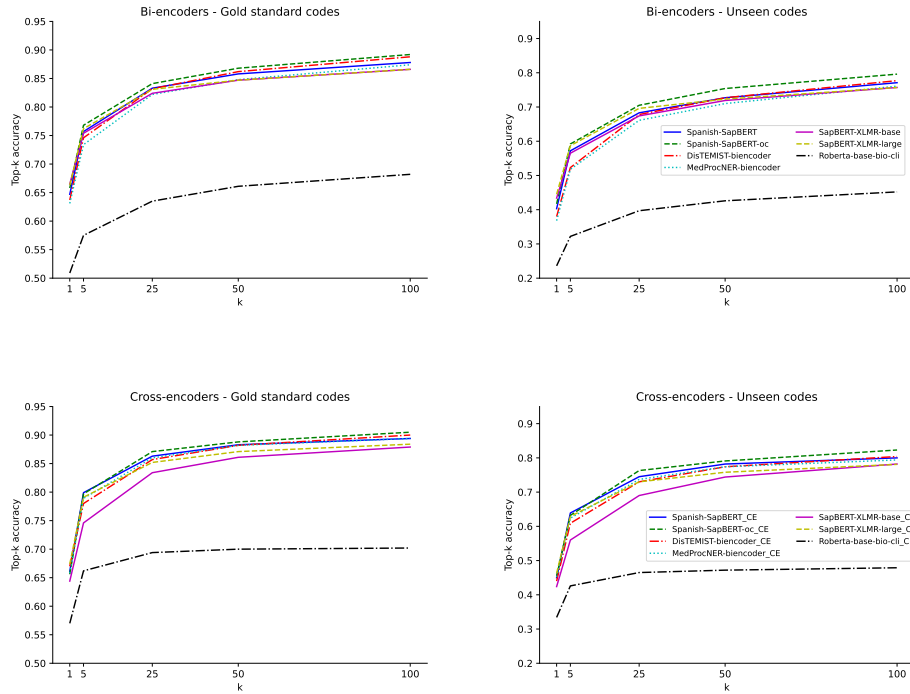 Bi-encoders - Gold standard codes
Top-k accuracy
0.95
0.90
0.85
0.80
0.75
0.70
0.65
0.60
0.55
0.50
1 5 25 50 100
k
Bi-encoders - Unseen codes
Top-k accuracy
0.9
0.8
0.7
0.6
0.5
0.4
0.3
0.2
Spanish-SapBERT
Spanish-SapBERT-oc
DisTEMIST-biencoder
MedProcNER-biencoder
SapBERT-XLMR-base
SapBERT-XLMR-large
Roberta-base-bio-cli
1 5 25 50 100
k
Cross-encoders - Gold standard codes
Top-k accuracy
0.95
0.90
0.85
0.80
0.75
0.70
0.65
0.60
0.55
0.50
1 5 25 50 100
k
Cross-encoders - Unseen codes
Top-k accuracy
0.9
0.8
0.7
0.6
0.5
0.4
0.3
0.2
Spanish-SapBERT_CE
Spanish-SapBERT-oc_CE
DisTEMIST-biencoder_CE
MedProcNER-biencoder_CE
SapBERT-XLMR-base_C
SapBERT-XLMR-large_C
Roberta-base-bio-cli_C
1 5 25 50 100
k